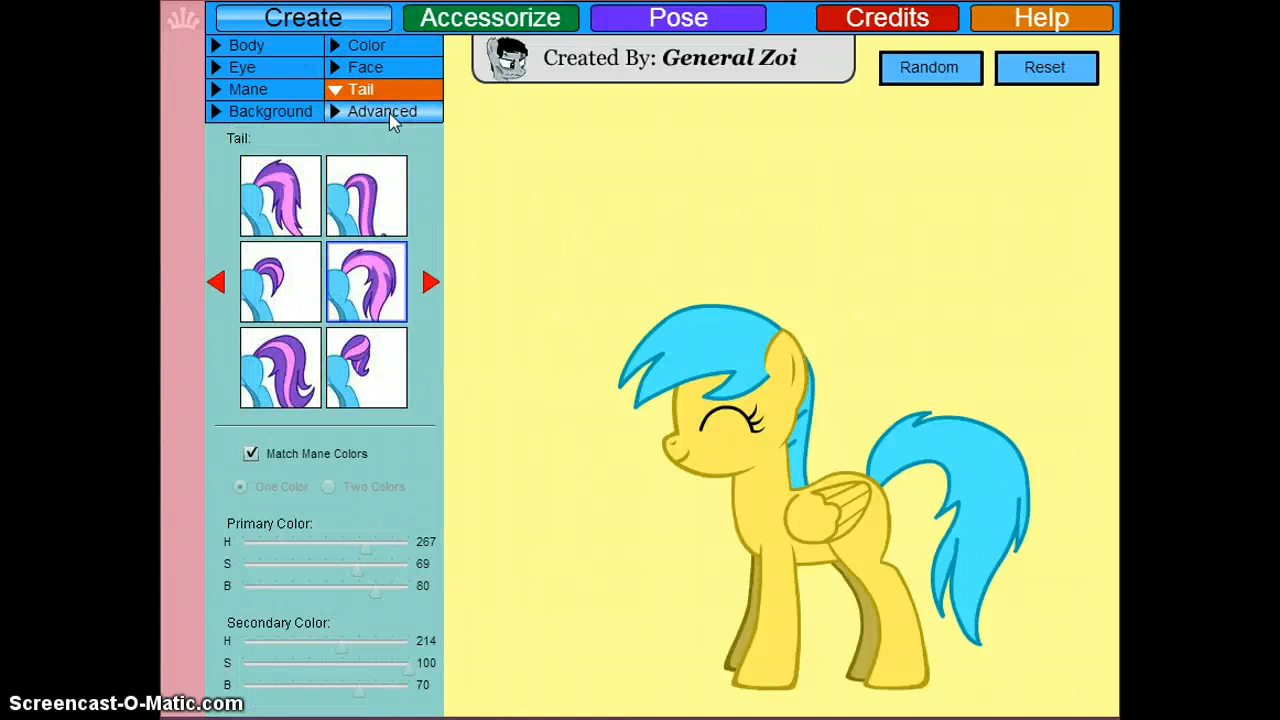 Create Accessorize Pose Credits Help
Body Color
Eye Face
Mane Tail
Background Advanced
Created By: General Zoi
Random Reset
Tail:
Match Mane Colors
One Color Two Colors
Primary Color:
H 267
S 69
B 80
Secondary Color:
H 214
S 100
B 70
Screencast-O-Matic.com